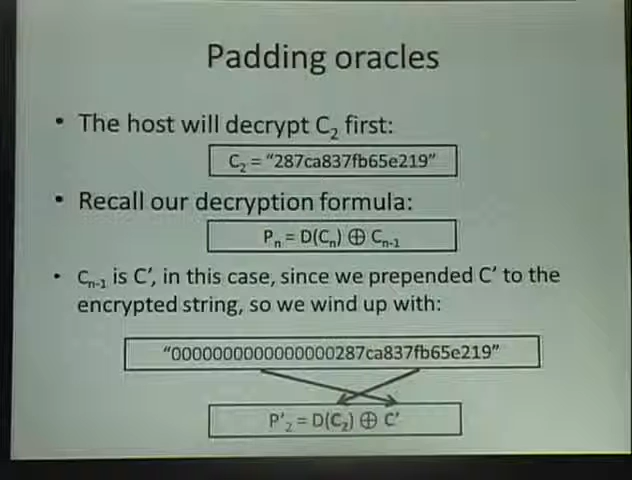 Padding oracles
• The host will decrypt C₂ first:
C₂ = "287ca837fb65e219"
• Recall our decryption formula:
Pₙ = D(Cₙ) ⊕ Cₙ₋₁
• Cₙ₋₁ is C′, in this case, since we prepended C′ to the
encrypted string, so we wind up with:
"0000000000000000287ca837fb65e219"
P'₂ = D(C₂) ⊕ C'